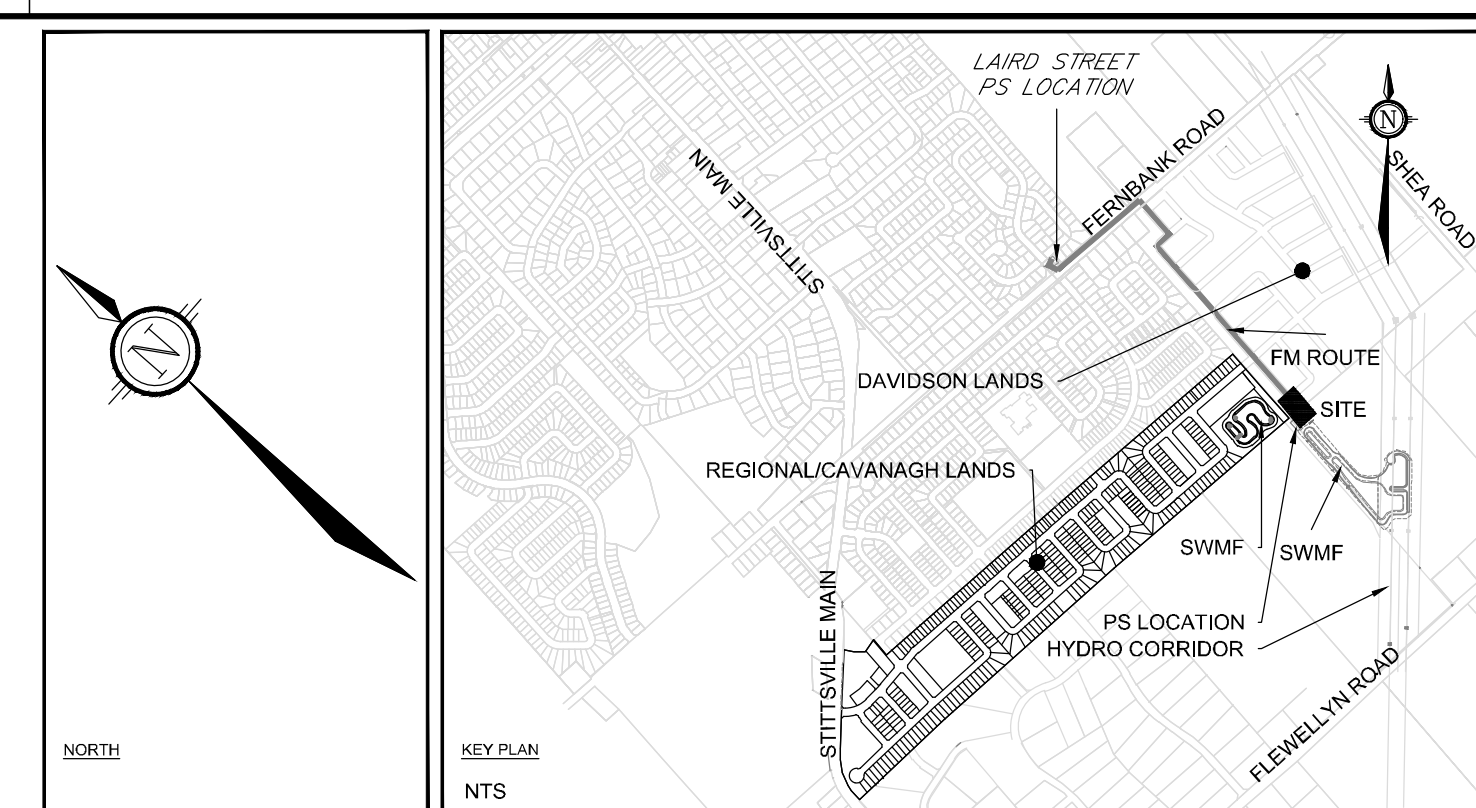 LAIRD STREET
PS LOCATION
N
SHEA ROAD
FERNBANK ROAD
STITTSVILLE MAIN
N
FM ROUTE
DAVIDSON LANDS
SITE
REGIONAL/CAVANAGH LANDS
SWMF
SWMF
PS LOCATION
HYDRO CORRIDOR
STITTSVILLE MAIN
FLEWELLYN ROAD
NORTH
KEY PLAN
NTS